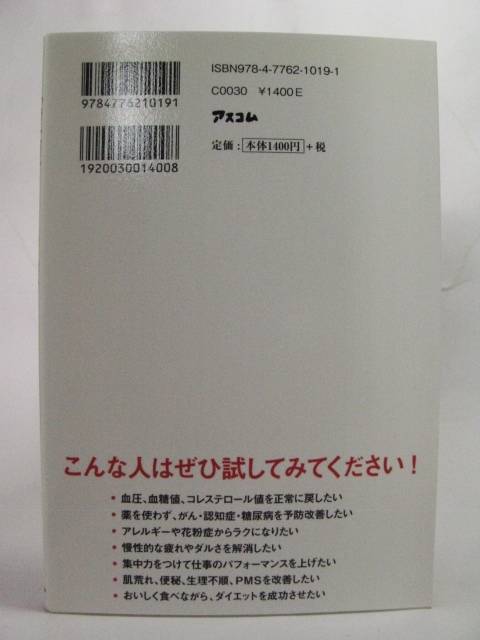 ISBN978-4-7762-1019-1
9784776210191
C0030 ¥1400E
アスコム
定価：本体1400円+税
1920030014008
こんな人はぜひ試してみてください！
• 血圧、血糖値、コレステロール値を正常に戻したい
• 薬を使わず、がん・認知症・糖尿病を予防改善したい
• アレルギーや花粉症からラクになりたい
• 慢性的な疲れやダルさを解消したい
• 集中力をつけて仕事のパフォーマンスを上げたい
• 肌荒れ、便秘、生理不順、PMSを改善したい
• おいしく食べながら、ダイエットを成功させたい